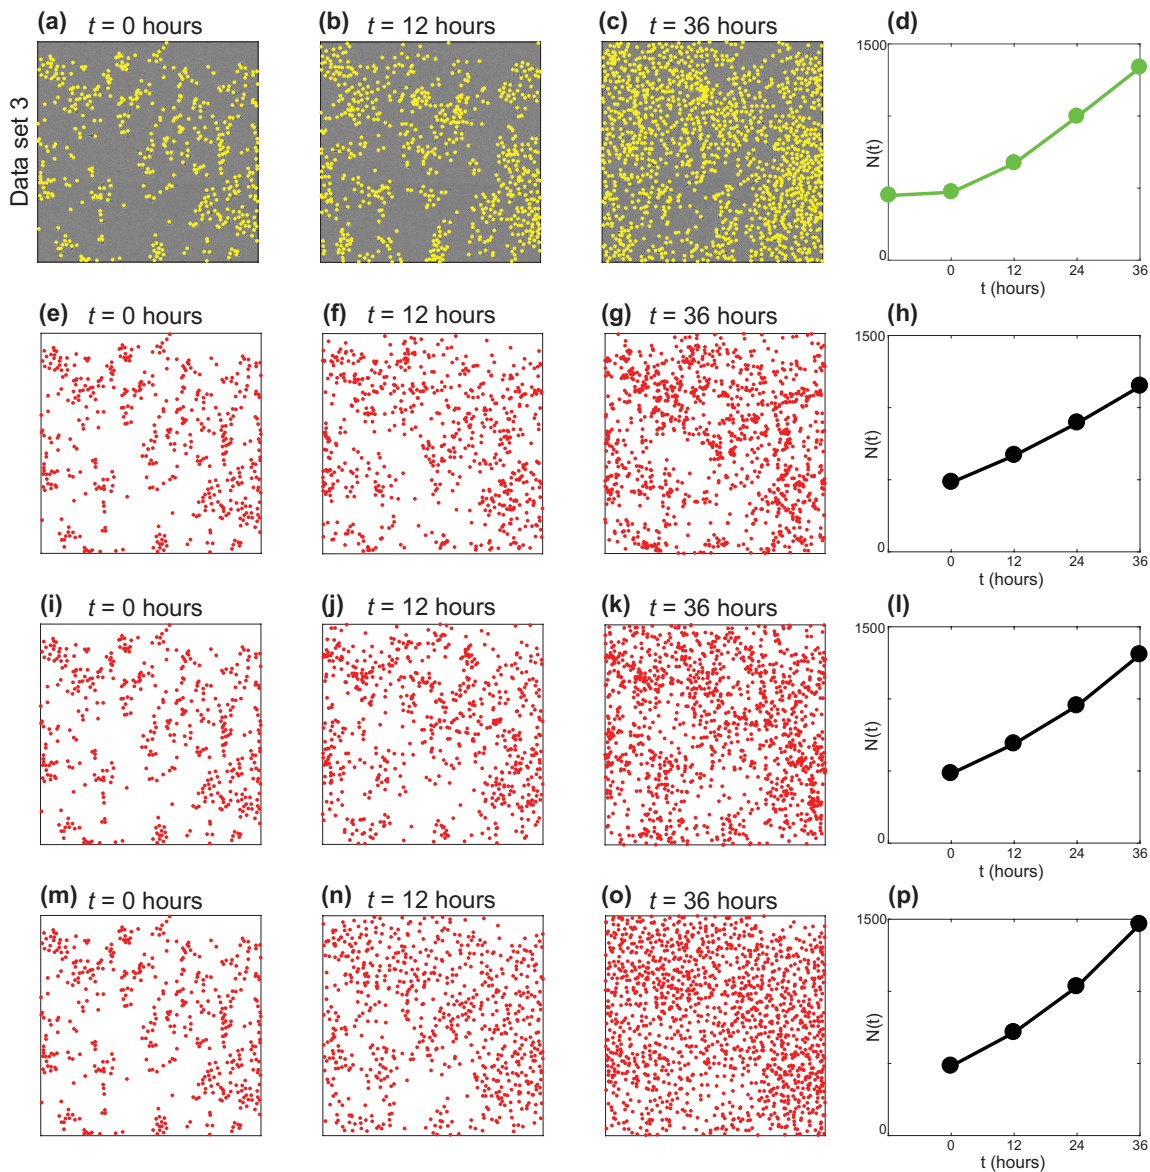 (a) t = 0 hours (b) t = 12 hours (c) t = 36 hours (d)
Data set 3
1500
N(t)
0
0 12 24 36
t (hours)
(e) t = 0 hours (f) t = 12 hours (g) t = 36 hours (h)
1500
N(t)
0
0 12 24 36
t (hours)
(i) t = 0 hours (j) t = 12 hours (k) t = 36 hours (l)
1500
N(t)
0
0 12 24 36
t (hours)
(m) t = 0 hours (n) t = 12 hours (o) t = 36 hours (p)
1500
N(t)
0
0 12 24 36
t (hours)